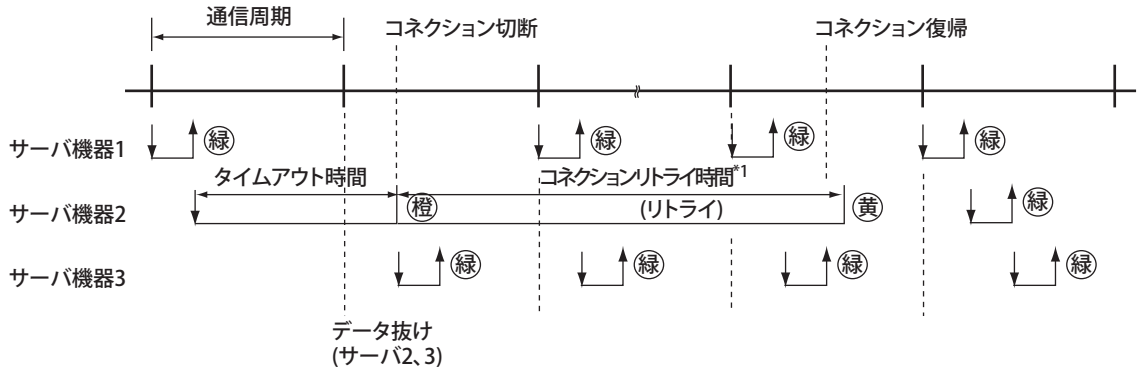 通信周期
コネクション切断
コネクション復帰
サーバ機器1
緑
緑
緑
緑
タイムアウト時間
コネクションリトライ時間*1
サーバ機器2
橙
(リトライ)
黄
緑
サーバ機器3
緑
緑
緑
緑
データ抜け
(サーバ2、3)